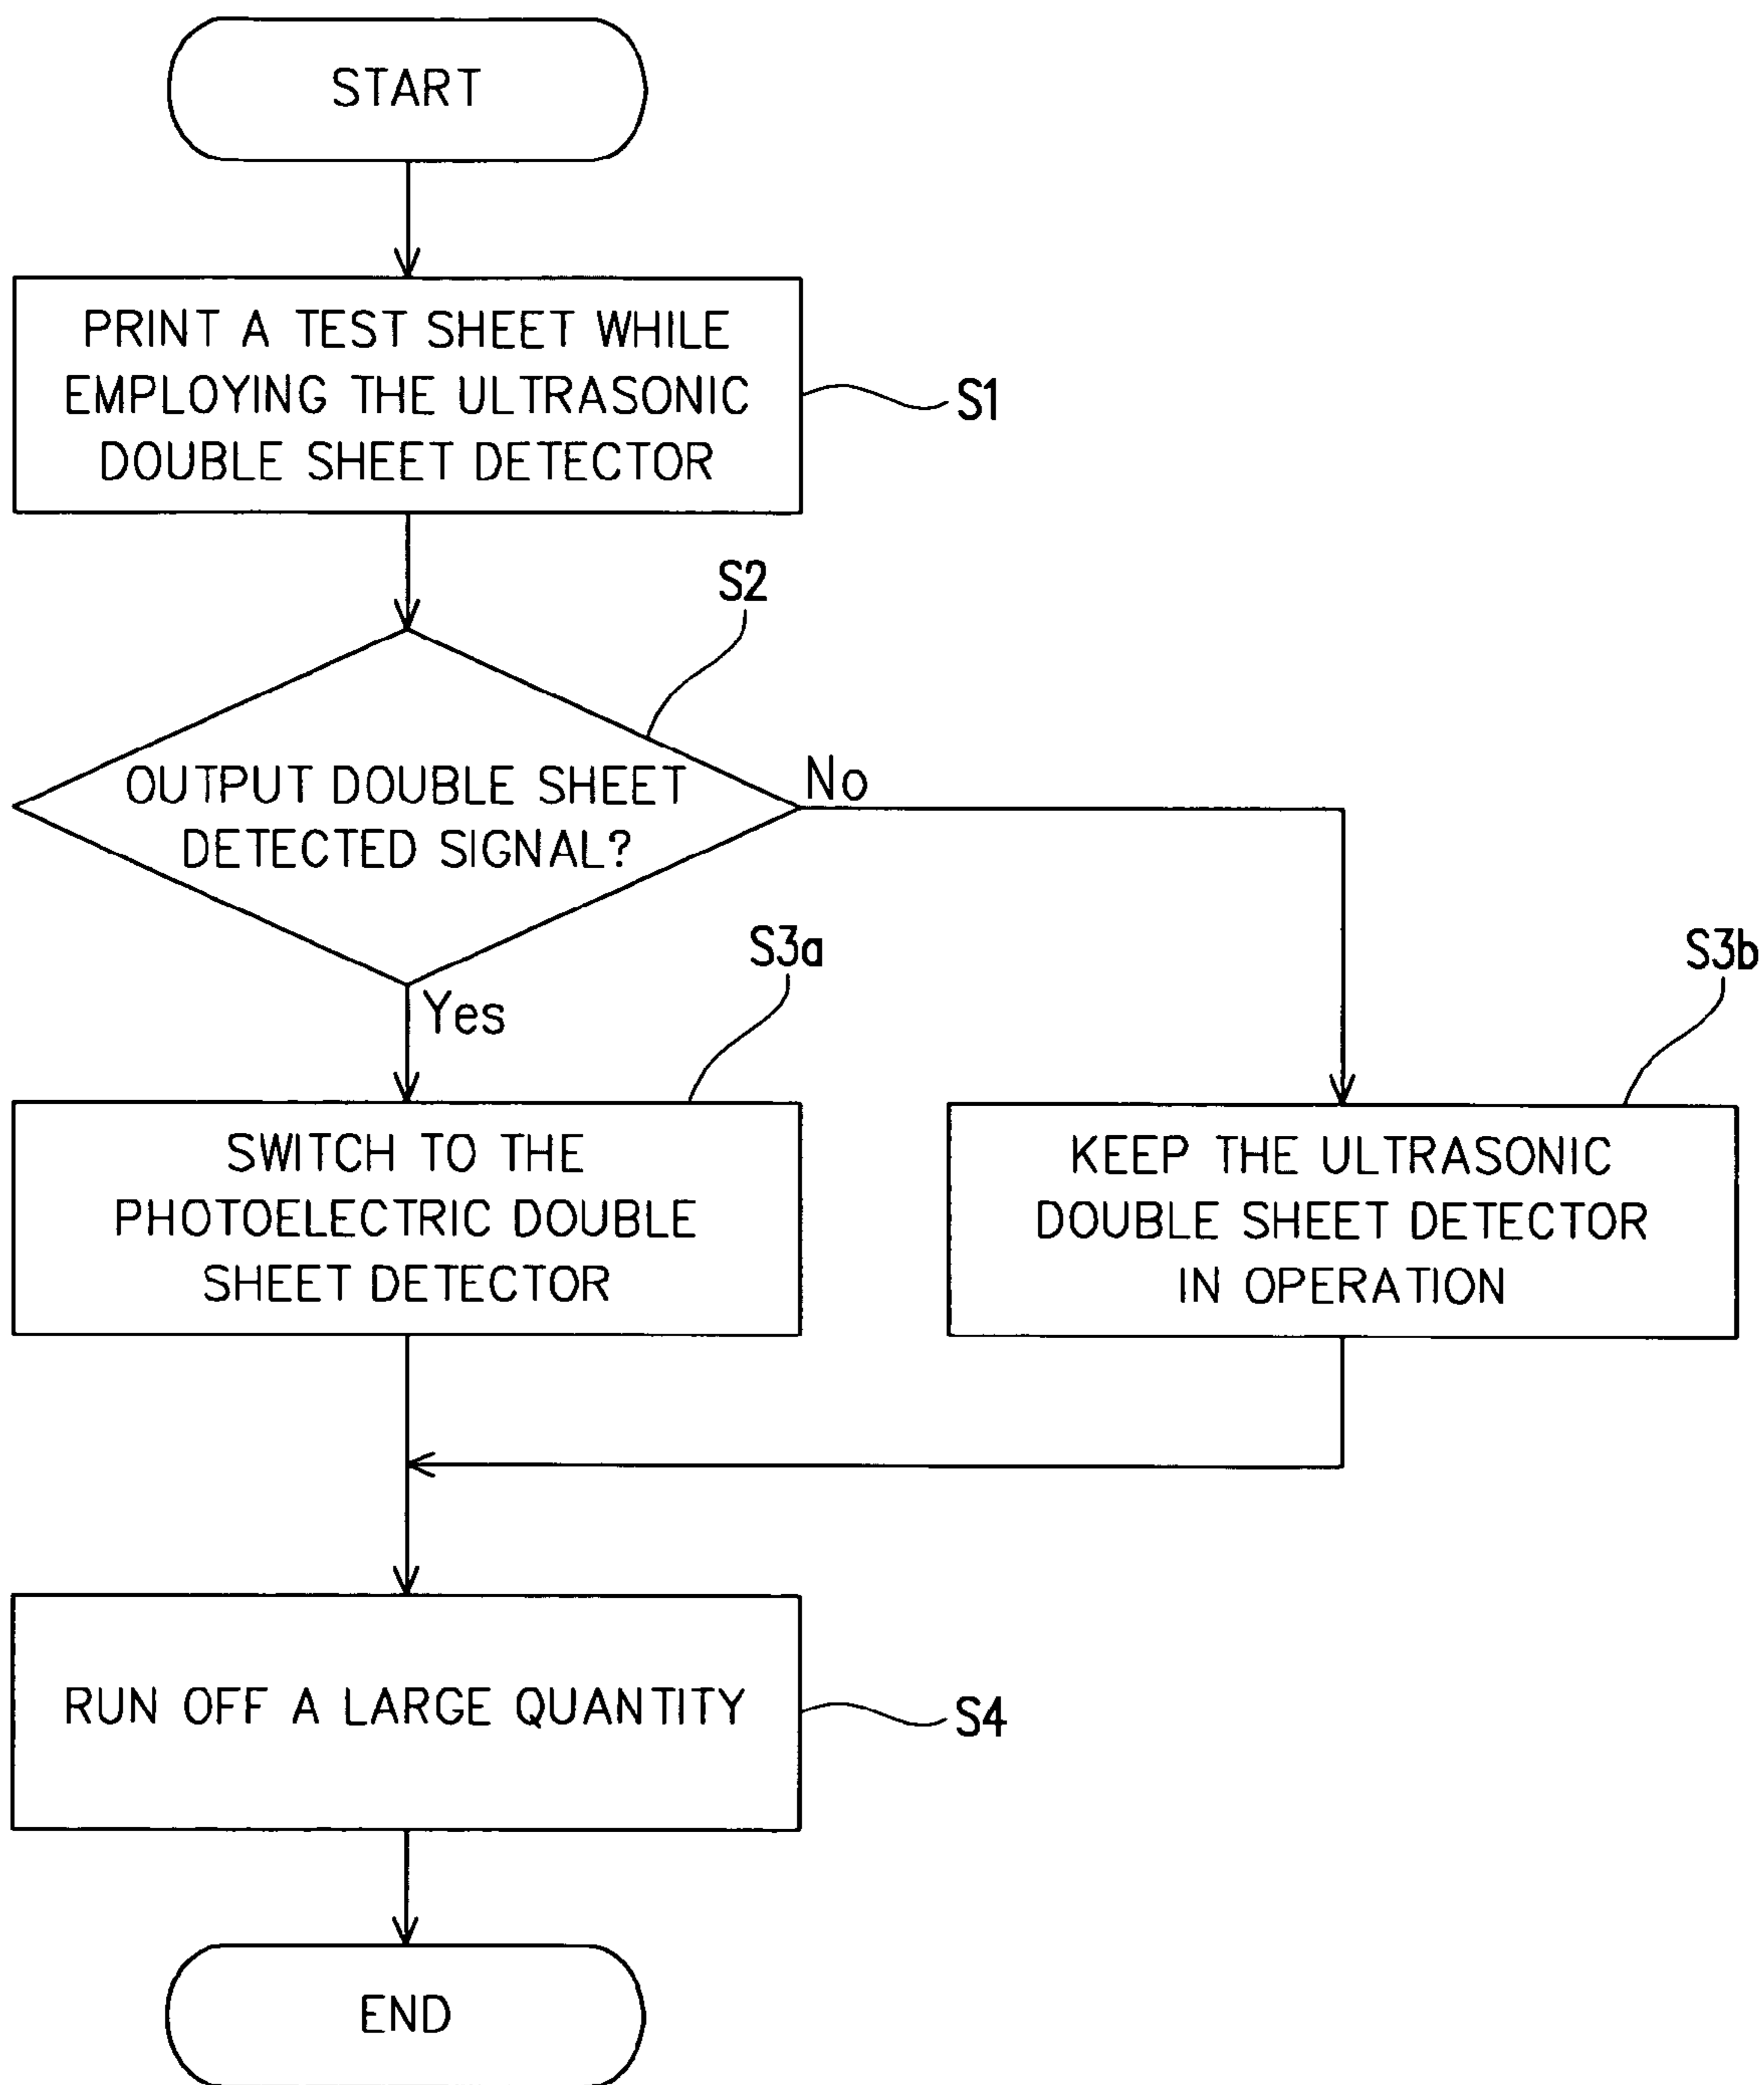 START
PRINT A TEST SHEET WHILE
EMPLOYING THE ULTRASONIC
DOUBLE SHEET DETECTOR
S1
S2
OUTPUT DOUBLE SHEET
DETECTED SIGNAL?
No
Yes
S3a
S3b
SWITCH TO THE
PHOTOELECTRIC DOUBLE
SHEET DETECTOR
KEEP THE ULTRASONIC
DOUBLE SHEET DETECTOR
IN OPERATION
RUN OFF A LARGE QUANTITY
S4
END